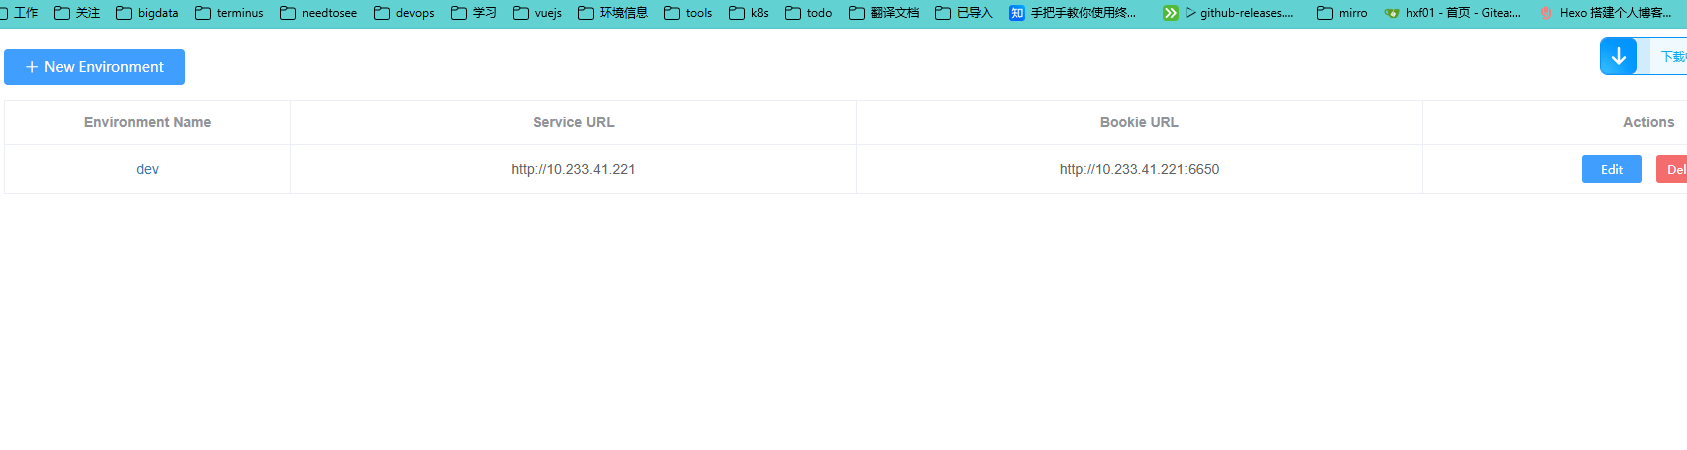 工作 关注 bigdata terminus needtosee devops 学习 vuejs 环境信息 tools k8s todo 翻译文档 已导入 知 手把手教你使用终... github-releases.... mirro hxf01 - 首页 - Gitea:... Hexo 搭建个人博客...
+ New Environment
下载
Environment Name Service URL Bookie URL Actions
dev http://10.233.41.221 http://10.233.41.221:6650 Edit Del